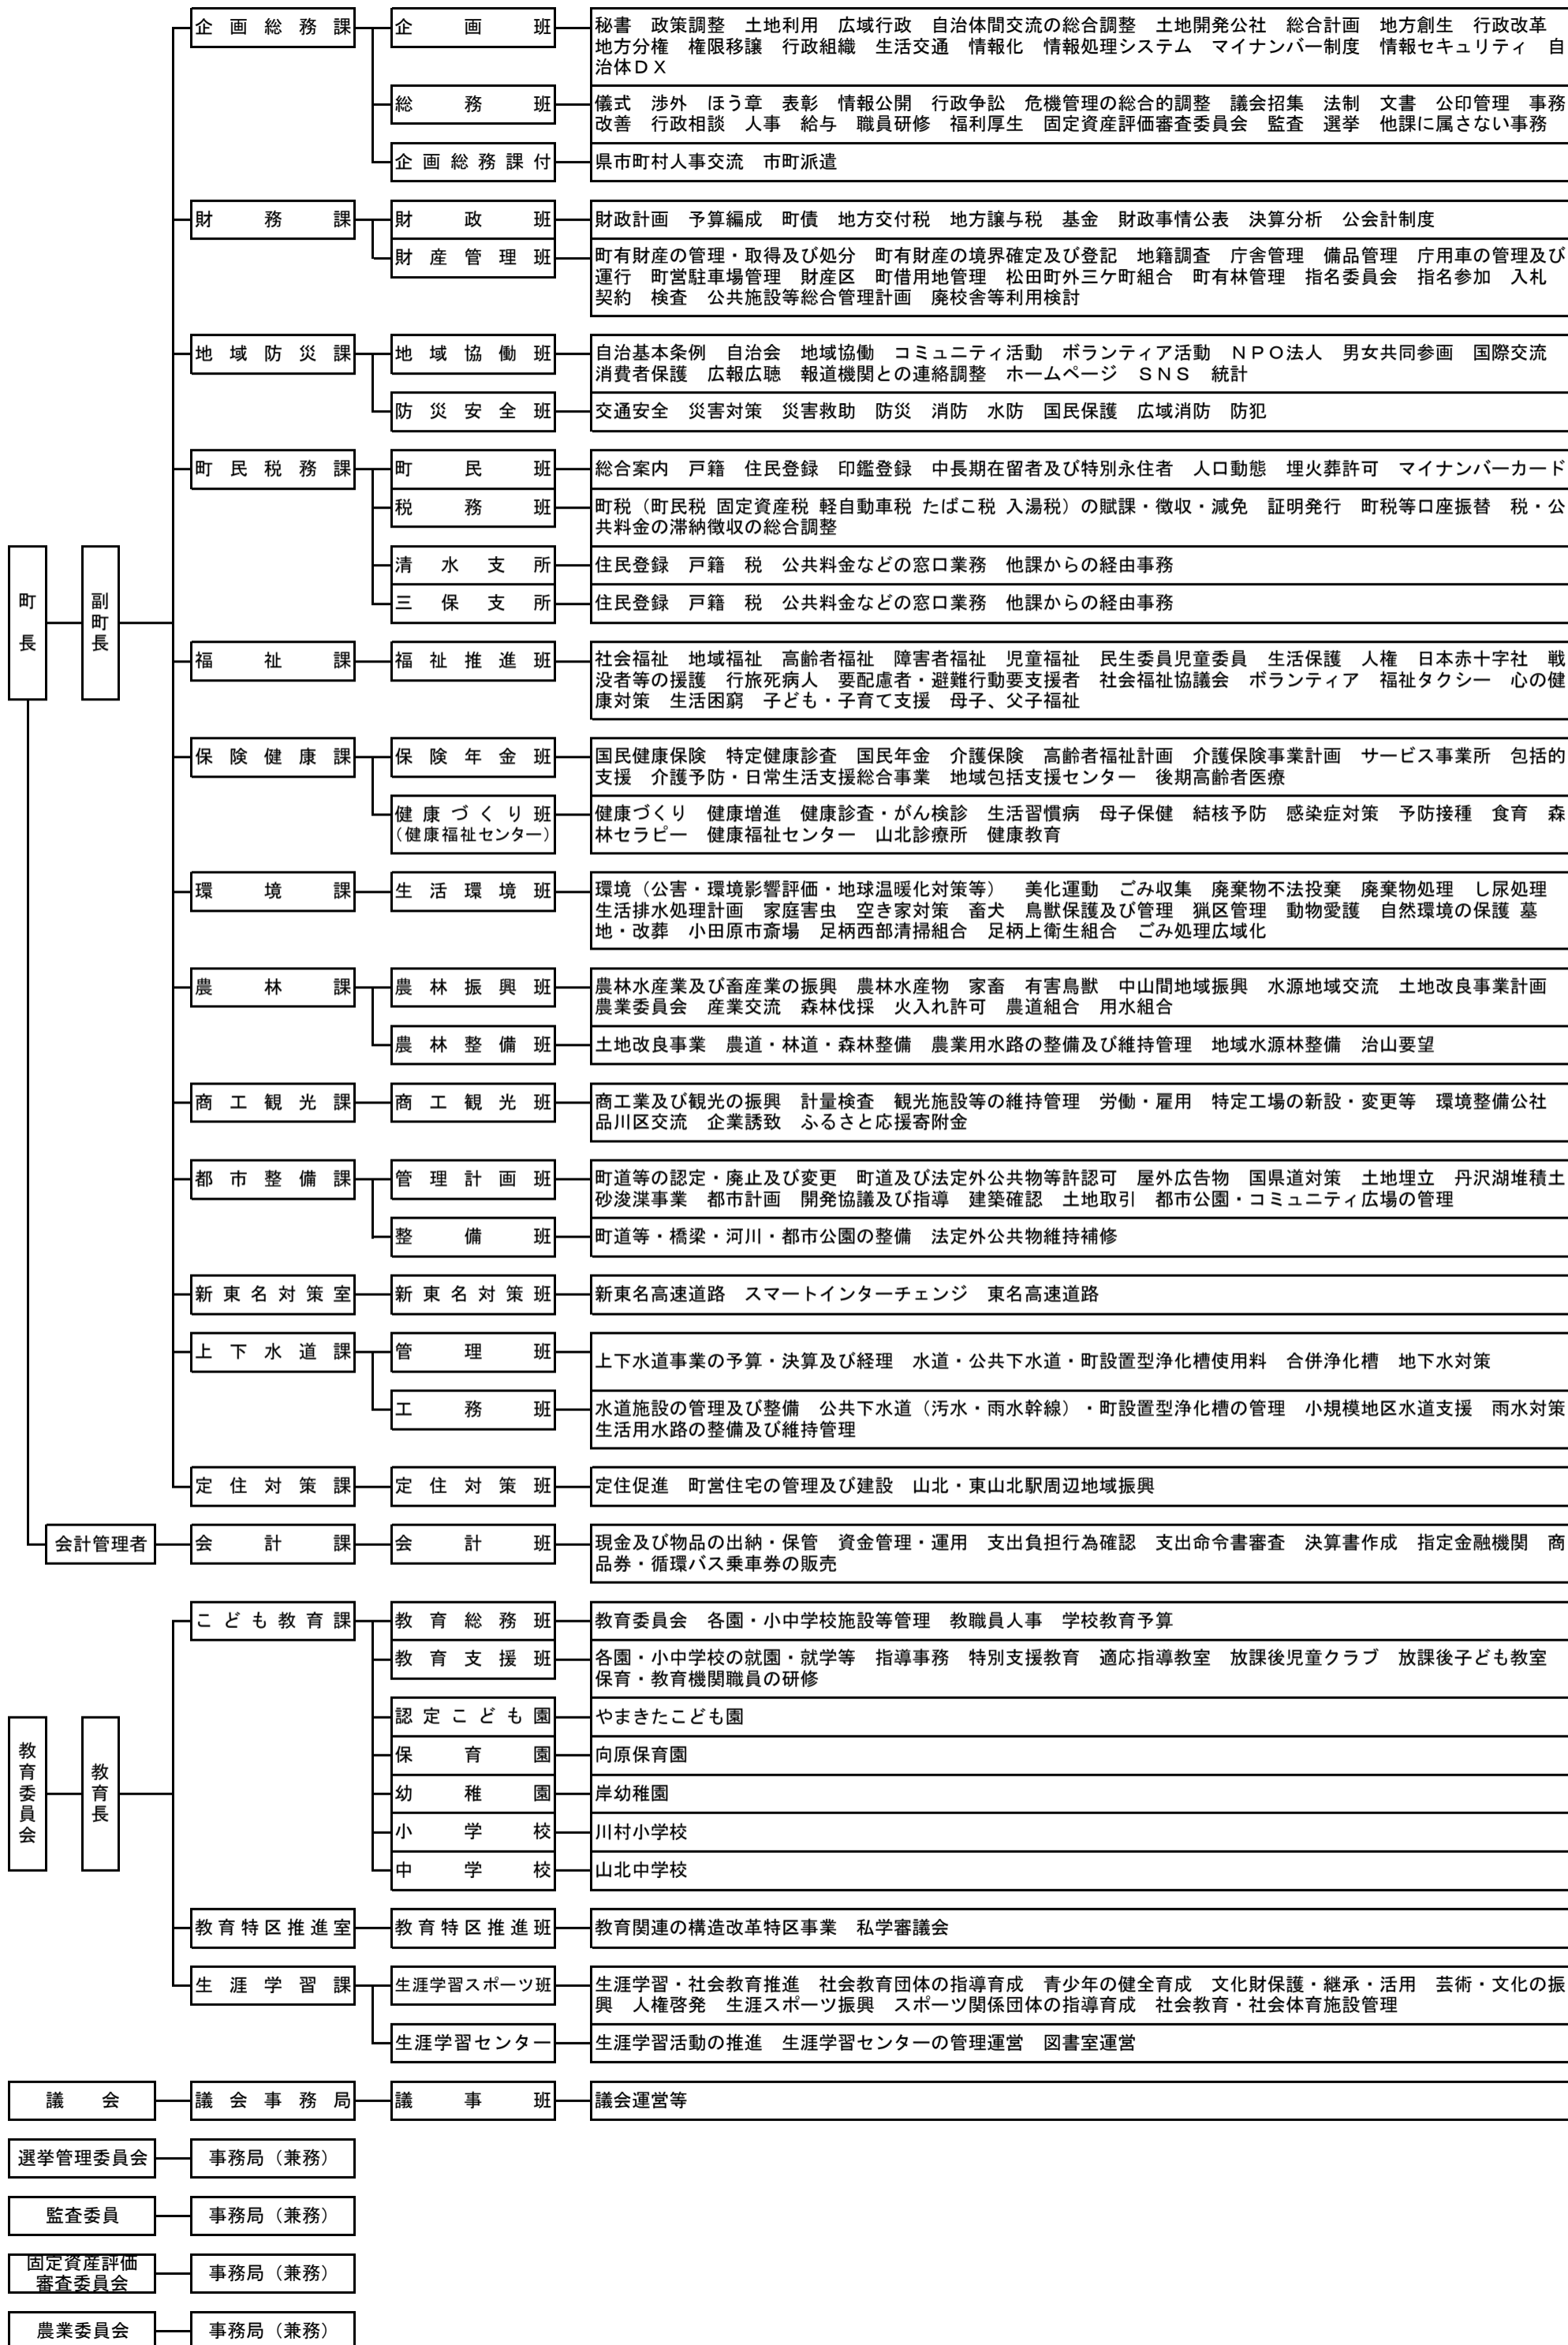 企画総務課
企画班
秘書　政策調整　土地利用　広域行政　自治体間交流の総合調整　土地開発公社　総合計画　地方創生　行政改革
地方分権　権限移譲　行政組織　生活交通　情報化　情報処理システム　マイナンバー制度　情報セキュリティ　自
治体ＤＸ
総務班
儀式　渉外　ほう章　表彰　情報公開　行政争訟　危機管理の総合的調整　議会招集　法制　文書　公印管理　事務
改善　行政相談　人事　給与　職員研修　福利厚生　固定資産評価審査委員会　監査　選挙　他課に属さない事務
企画総務課付
県市町村人事交流　市町派遣
財務課
財政班
財政計画　予算編成　町債　地方交付税　地方譲与税　基金　財政事情公表　決算分析　公会計制度
財産管理班
町有財産の管理・取得及び処分　町有財産の境界確定及び登記　地籍調査　庁舎管理　備品管理　庁用車の管理及び
運行　町営駐車場管理　財産区　町借用地管理　松田町外三ケ町組合　町有林管理　指名委員会　指名参加　入札
契約　検査　公共施設等総合管理計画　廃校舎等利用検討
地域防災課
地域協働班
自治基本条例　自治会　地域協働　コミュニティ活動　ボランティア活動　ＮＰＯ法人　男女共同参画　国際交流
消費者保護　広報広聴　報道機関との連絡調整　ホームページ　ＳＮＳ　統計
防災安全班
交通安全　災害対策　災害救助　防災　消防　水防　国民保護　広域消防　防犯
町民税務課
町民班
総合案内　戸籍　住民登録　印鑑登録　中長期在留者及び特別永住者　人口動態　埋火葬許可　マイナンバーカード
税務班
町税（町民税 固定資産税 軽自動車税 たばこ税 入湯税）の賦課・徴収・減免　証明発行　町税等口座振替　税・公
共料金の滞納徴収の総合調整
清水支所
住民登録　戸籍　税　公共料金などの窓口業務　他課からの経由事務
三保支所
住民登録　戸籍　税　公共料金などの窓口業務　他課からの経由事務
町長
副町長
福祉課
福祉推進班
社会福祉　地域福祉　高齢者福祉　障害者福祉　児童福祉　民生委員児童委員　生活保護　人権　日本赤十字社　戦
没者等の援護　行旅死病人　要配慮者・避難行動要支援者　社会福祉協議会　ボランティア　福祉タクシー　心の健
康対策　生活困窮　子ども・子育て支援　母子、父子福祉
保険健康課
保険年金班
国民健康保険　特定健康診査　国民年金　介護保険　高齢者福祉計画　介護保険事業計画　サービス事業所　包括的
支援　介護予防・日常生活支援総合事業　地域包括支援センター　後期高齢者医療
健康づくり班
（健康福祉センター）
健康づくり　健康増進　健康診査・がん検診　生活習慣病　母子保健　結核予防　感染症対策　予防接種　食育　森
林セラピー　健康福祉センター　山北診療所　健康教育
環境課
生活環境班
環境（公害・環境影響評価・地球温暖化対策等）　美化運動　ごみ収集　廃棄物不法投棄　廃棄物処理　し尿処理
生活排水処理計画　家庭害虫　空き家対策　畜犬　鳥獣保護及び管理　猟区管理　動物愛護　自然環境の保護 墓
地・改葬　小田原市斎場　足柄西部清掃組合　足柄上衛生組合　ごみ処理広域化
農林課
農林振興班
農林水産業及び畜産業の振興　農林水産物　家畜　有害鳥獣　中山間地域振興　水源地域交流　土地改良事業計画
農業委員会　産業交流　森林伐採　火入れ許可　農道組合　用水組合
農林整備班
土地改良事業　農道・林道・森林整備　農業用水路の整備及び維持管理　地域水源林整備　治山要望
商工観光課
商工観光班
商工業及び観光の振興　計量検査　観光施設等の維持管理　労働・雇用　特定工場の新設・変更等　環境整備公社
品川区交流　企業誘致　ふるさと応援寄附金
都市整備課
管理計画班
町道等の認定・廃止及び変更　町道及び法定外公共物等許認可　屋外広告物　国県道対策　土地埋立　丹沢湖堆積土
砂浚渫事業　都市計画　開発協議及び指導　建築確認　土地取引　都市公園・コミュニティ広場の管理
整備班
町道等・橋梁・河川・都市公園の整備　法定外公共物維持補修
新東名対策室
新東名対策班
新東名高速道路　スマートインターチェンジ　東名高速道路
上下水道課
管理班
上下水道事業の予算・決算及び経理　水道・公共下水道・町設置型浄化槽使用料　合併浄化槽　地下水対策
工務班
水道施設の管理及び整備　公共下水道（汚水・雨水幹線）・町設置型浄化槽の管理　小規模地区水道支援　雨水対策
生活用水路の整備及び維持管理
定住対策課
定住対策班
定住促進　町営住宅の管理及び建設　山北・東山北駅周辺地域振興
会計管理者
会計課
会計班
現金及び物品の出納・保管　資金管理・運用　支出負担行為確認　支出命令書審査　決算書作成　指定金融機関　商
品券・循環バス乗車券の販売
こども教育課
教育総務班
教育委員会　各園・小中学校施設等管理　教職員人事　学校教育予算
教育支援班
各園・小中学校の就園・就学等　指導事務　特別支援教育　適応指導教室　放課後児童クラブ　放課後子ども教室
保育・教育機関職員の研修
認定こども園
やまきたこども園
保育園
向原保育園
幼稚園
岸幼稚園
小学校
川村小学校
中学校
山北中学校
教育委員会
教育長
教育特区推進室
教育特区推進班
教育関連の構造改革特区事業　私学審議会
生涯学習課
生涯学習スポーツ班
生涯学習・社会教育推進　社会教育団体の指導育成　青少年の健全育成　文化財保護・継承・活用　芸術・文化の振
興　人権啓発　生涯スポーツ振興　スポーツ関係団体の指導育成　社会教育・社会体育施設管理
生涯学習センター
生涯学習活動の推進　生涯学習センターの管理運営　図書室運営
議会
議会事務局
議事班
議会運営等
選挙管理委員会
事務局（兼務）
監査委員
事務局（兼務）
固定資産評価
審査委員会
事務局（兼務）
農業委員会
事務局（兼務）